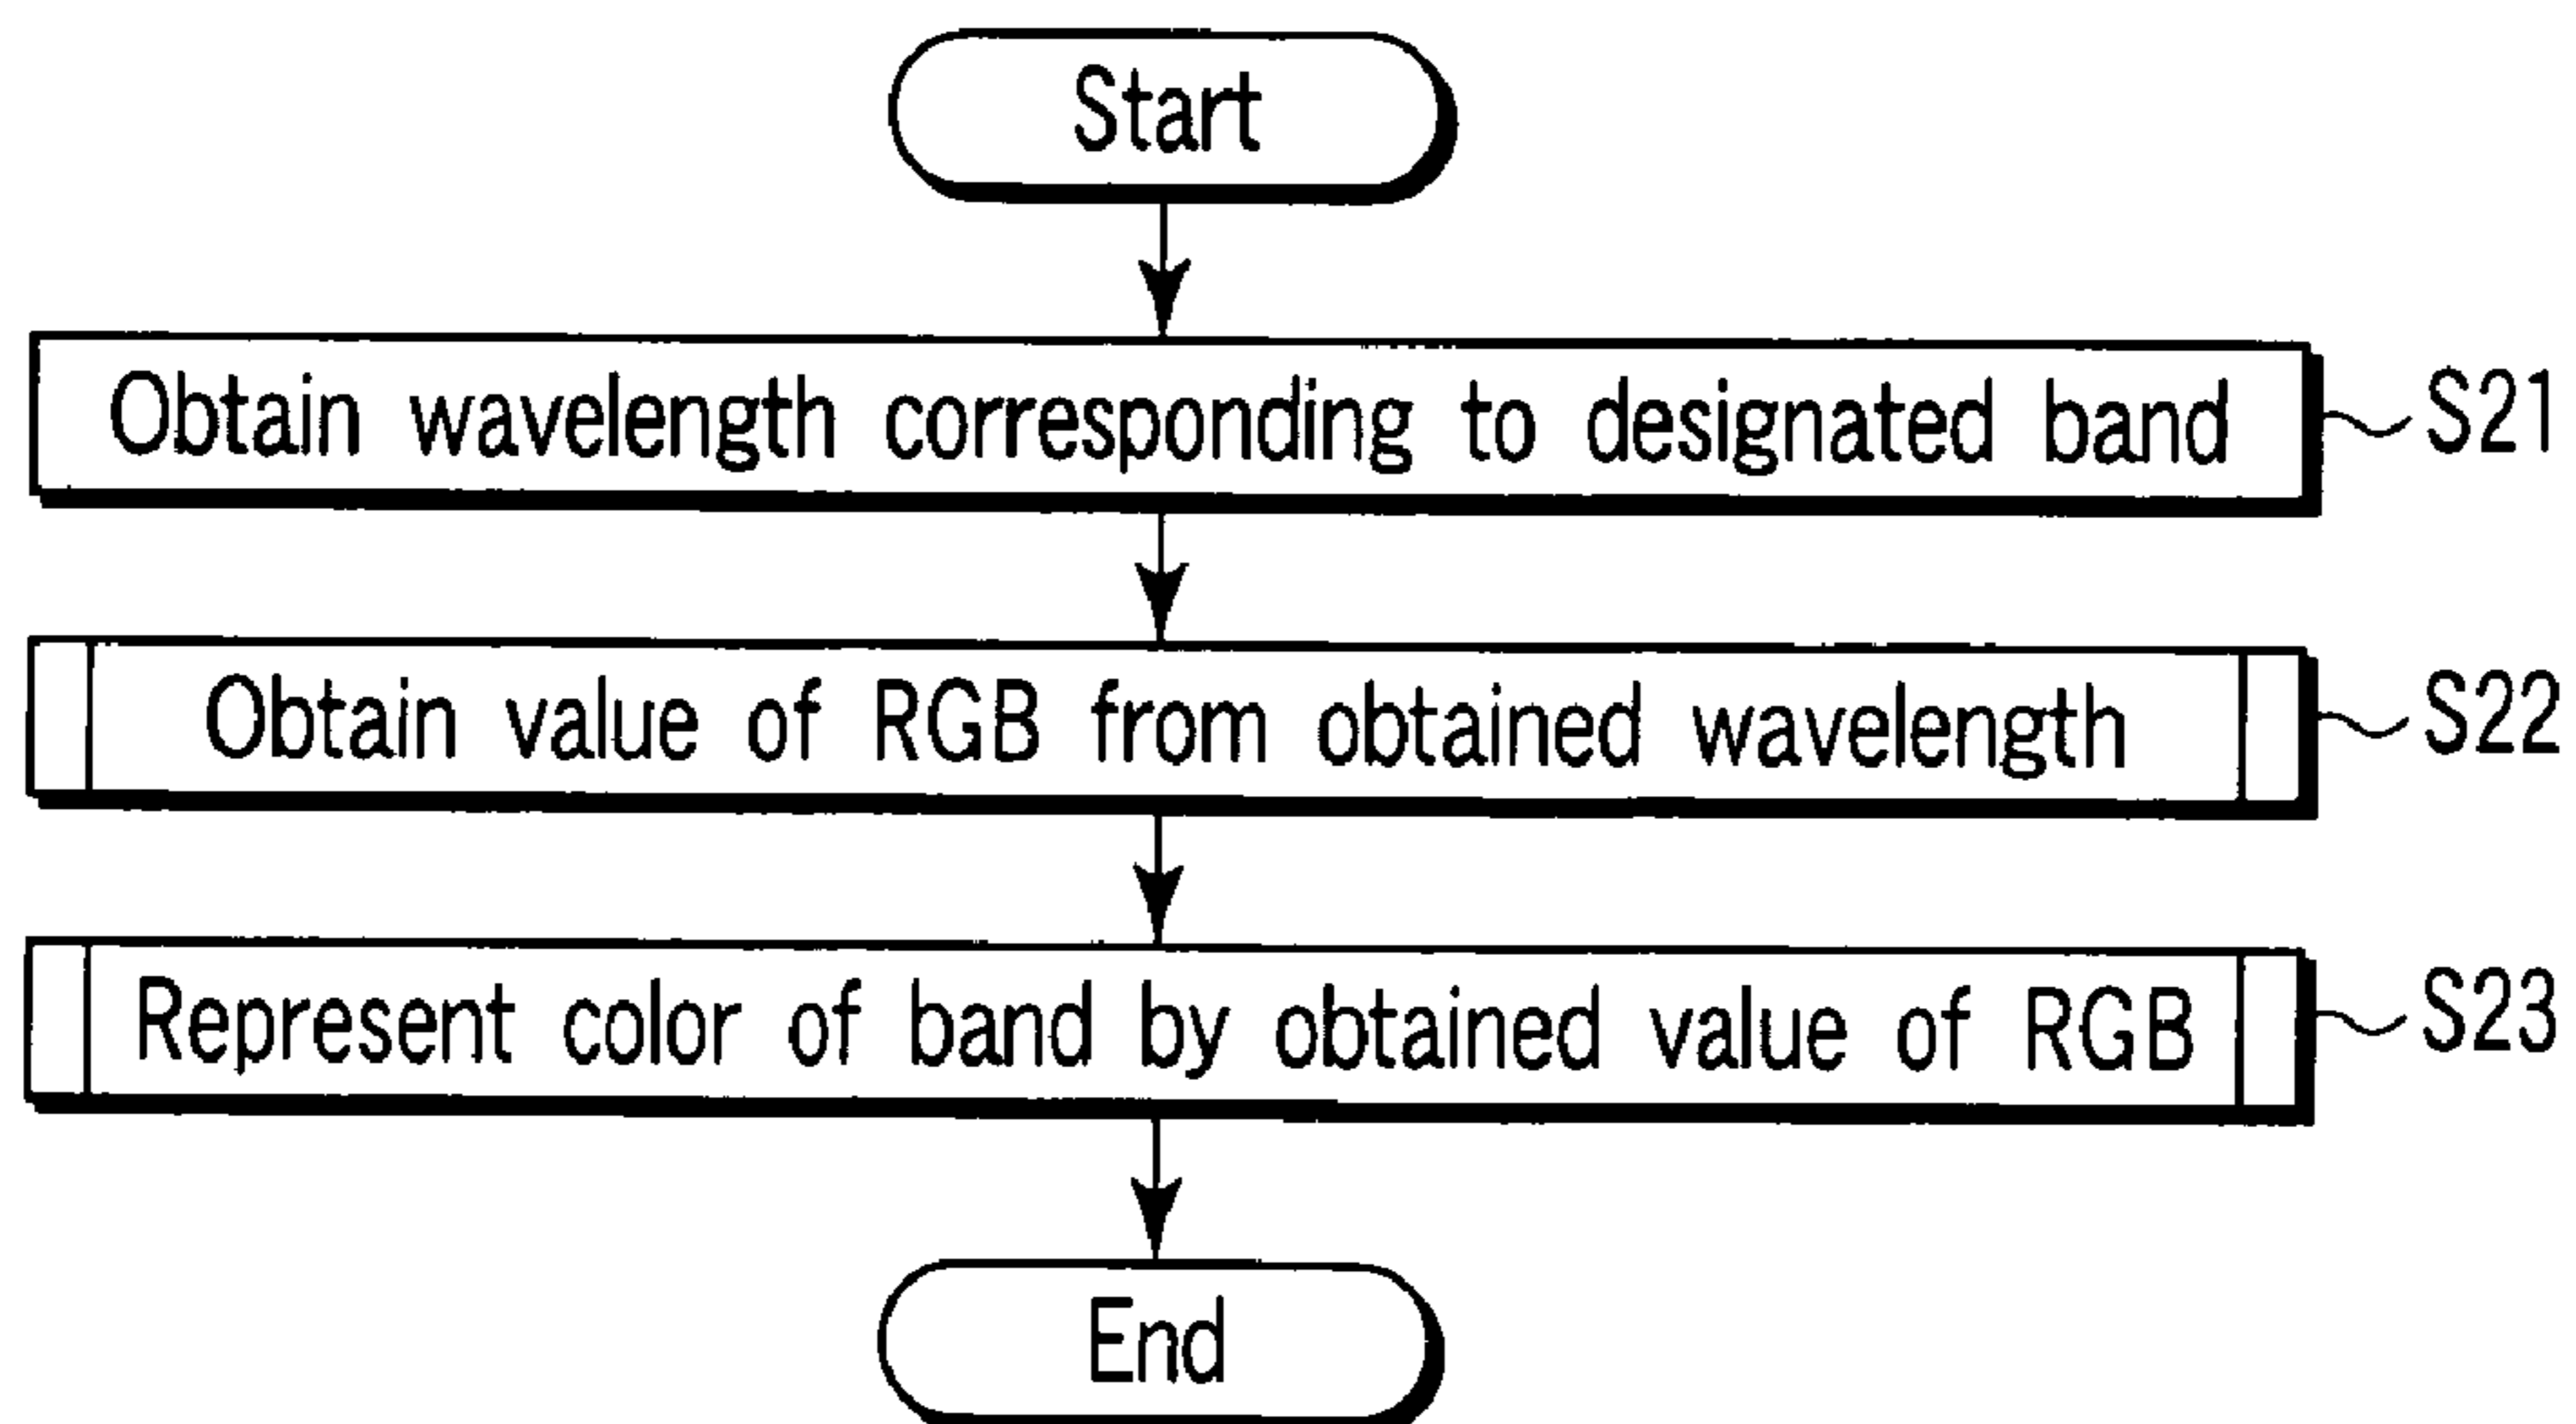 Start
Obtain wavelength corresponding to designated band S21
Obtain value of RGB from obtained wavelength S22
Represent color of band by obtained value of RGB S23
End